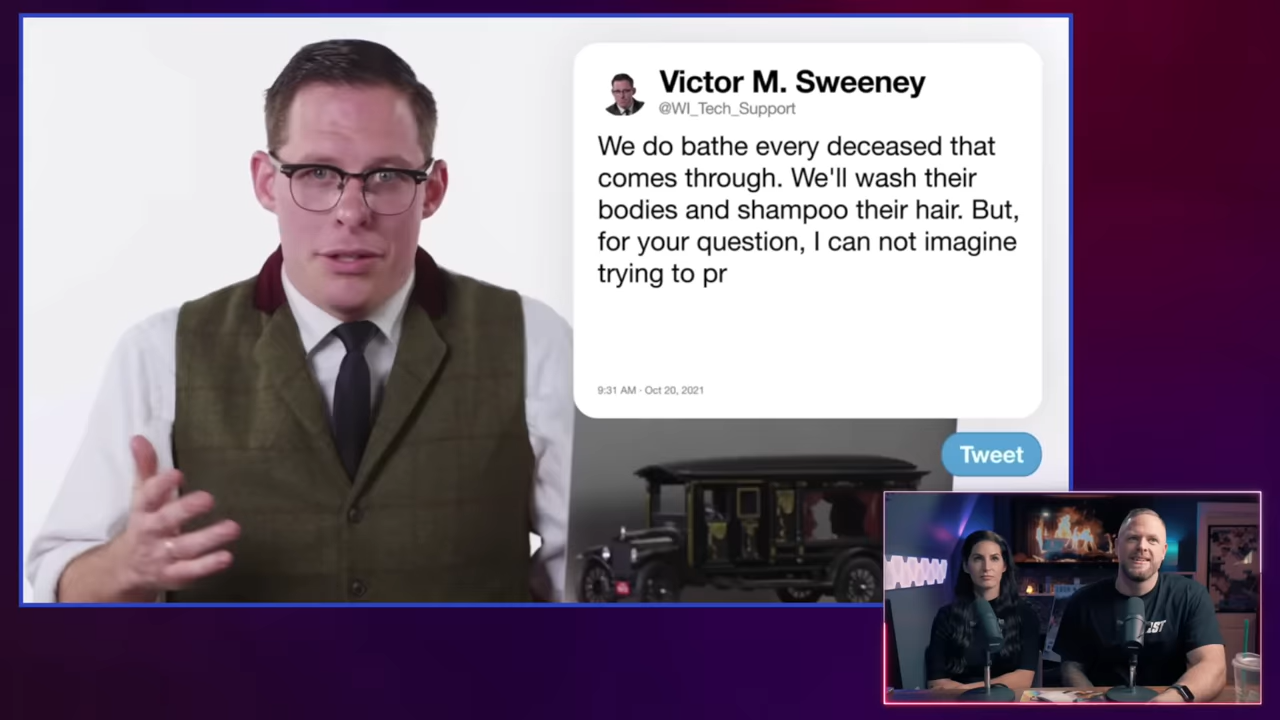 Victor M. Sweeney
@WI_Tech_Support
We do bathe every deceased that
comes through. We'll wash their
bodies and shampoo their hair. But,
for your question, I can not imagine
trying to pr
9:31 AM · Oct 20, 2021
Tweet